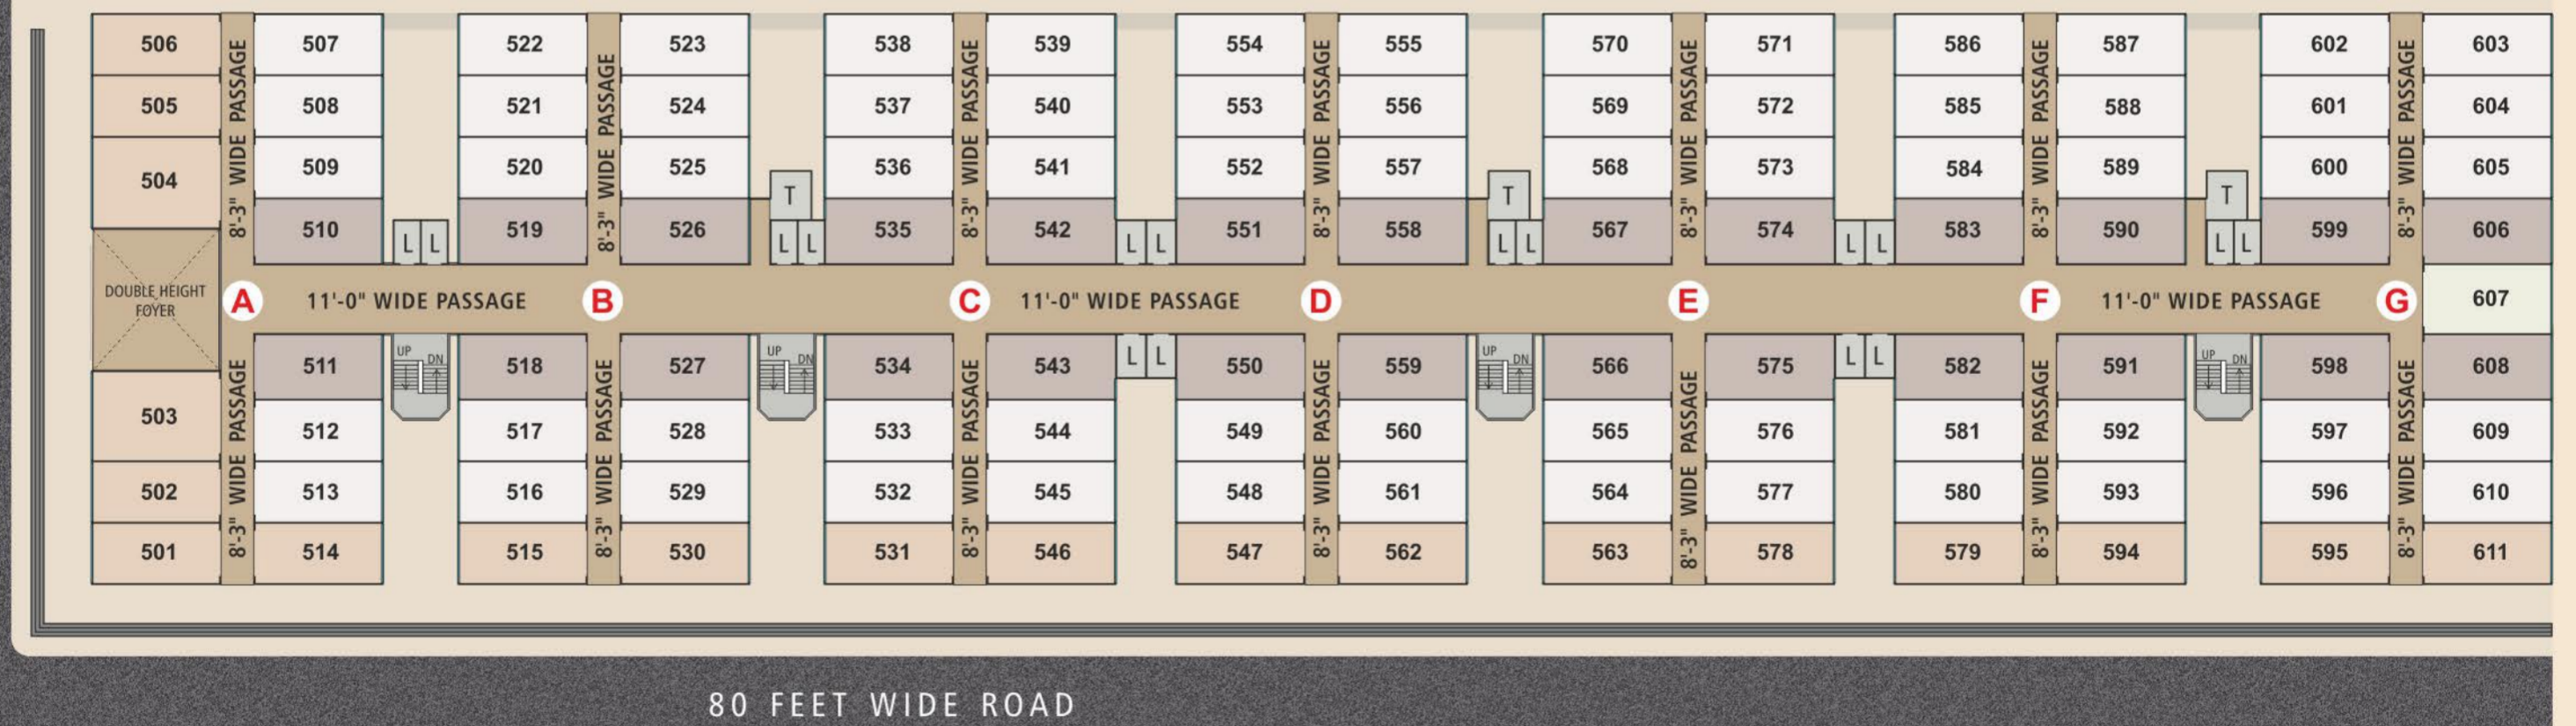 506 507 522 523 538 539 554 555 570 571 586 587 602 603
505 508 521 524 537 540 553 556 569 572 585 588 601 604
504 509 520 525 536 541 552 557 568 573 584 589 600 605
T T T
510 519 526 535 542 551 558 567 574 583 590 599 606
L L L L L L L L L L L L
8'-3" WIDE PASSAGE
8'-3" WIDE PASSAGE
8'-3" WIDE PASSAGE
8'-3" WIDE PASSAGE
8'-3" WIDE PASSAGE
8'-3" WIDE PASSAGE
8'-3" WIDE PASSAGE
DOUBLE HEIGHT
FOYER
A 11'-0" WIDE PASSAGE B C 11'-0" WIDE PASSAGE D E F 11'-0" WIDE PASSAGE G 607
UP DN UP DN L L UP DN L L UP DN
511 518 527 534 543 550 559 566 575 582 591 598 608
503 512 517 528 533 544 549 560 565 576 581 592 597 609
502 513 516 529 532 545 548 561 564 577 580 593 596 610
501 514 515 530 531 546 547 562 563 578 579 594 595 611
8'-3" WIDE PASSAGE
8'-3" WIDE PASSAGE
8'-3" WIDE PASSAGE
8'-3" WIDE PASSAGE
8'-3" WIDE PASSAGE
8'-3" WIDE PASSAGE
8'-3" WIDE PASSAGE
80 FEET WIDE ROAD